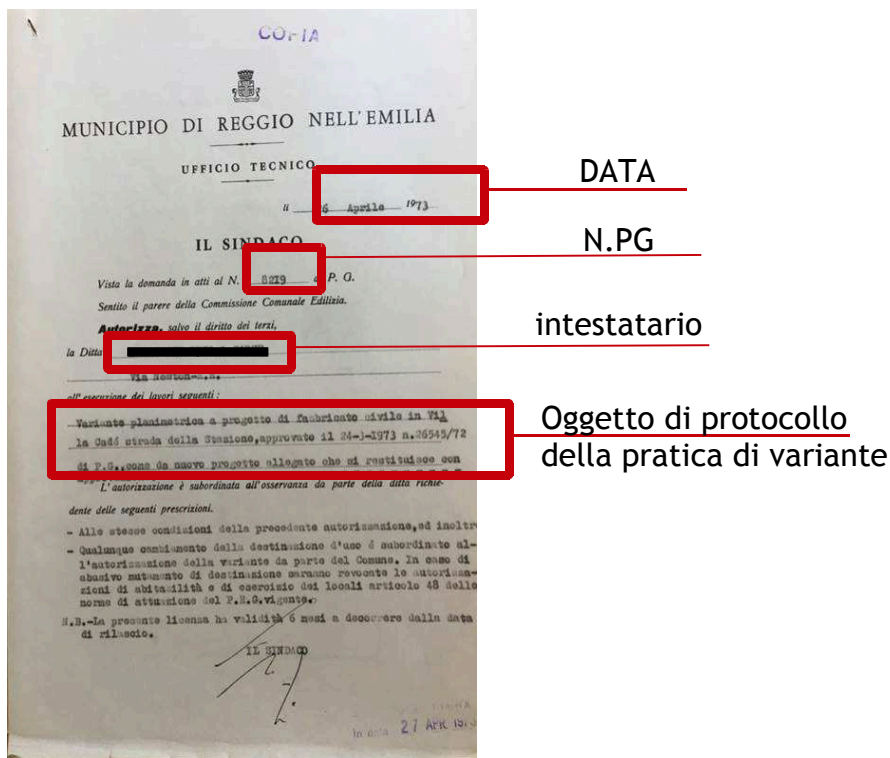 COPIA
MUNICIPIO DI REGGIO NELL'EMILIA
UFFICIO TECNICO
li 6 Aprile 1973
DATA
IL SINDACO
N.PG
Vista la domanda in atti al N. 8219 di P. G.
Sentito il parere della Commissione Comunale Edilizia.
Autorizza, salvo il diritto dei terzi,
intestatario
la Ditta
Via Newton-R.E.
all'esecuzione dei lavori seguenti:
Variante planimetrica a progetto di fabbricato civile in Vil
la Cadé strada della Stazione,approvato il 24-3-1973 n.26545/72
di P.G.,come da nuovo progetto allegato che si restituisce con
Oggetto di protocollo
della pratica di variante
L'autorizzazione è subordinata all'osservanza da parte della ditta richie-
dente delle seguenti prescrizioni.
- Alle stesse condizioni della precedente autorizzazione,ed inoltre
- Qualunque cambiamento della destinazione d'uso é subordinato al-
l'autorizzazione della variante da parte del Comune. In caso di
abusivo mutamento di destinazione saranno revocate le autorizza-
zioni di abitabilità e di esercizio dei locali articolo 48 delle
norme di attuazione del P.R.G.vigente.
N.B.-La presente licenza ha validità 6 mesi a decorrere dalla data
di rilascio.
IL SINDACO
In data 27 APR. 197